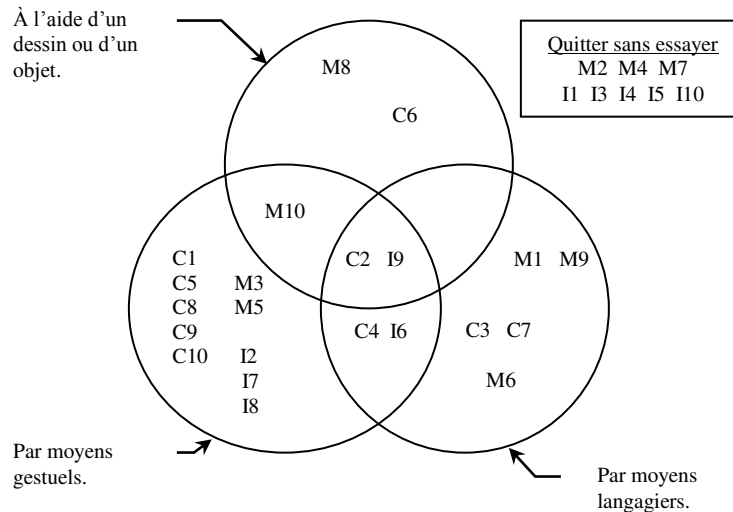 À l'aide d'un
dessin ou d'un
objet.
Quitter sans essayer
M2 M4 M7
I1 I3 I4 I5 I10
M8
C6
M10
C2 I9
M1 M9
C1
C5 M3
C8 M5
C9
C10 I2
I7
I8
C4 I6
C3 C7
M6
Par moyens
gestuels.
Par moyens
langagiers.